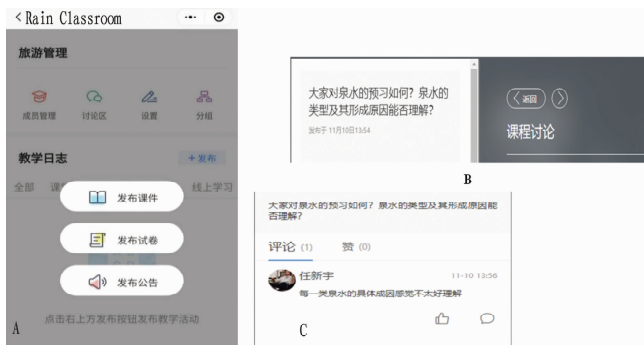 Rain Classroom
旅游管理
成员管理 讨论区 设置 分组
教学日志 +发布
全部 线上学习
发布课件
发布试卷
发布公告
点击右上方发布按钮发布教学活动
A
大家对泉水的预习如何？泉水的
类型及其形成原因能否理解？
发布于 11月10日13:54
返回
课程讨论
B
大家对泉水的预习如何？泉水的类型及其形成原因能
否理解？
评论 (1) 赞 (0)
任新宇 11-10 13:56
每一类泉水的具体成因感觉不太好理解
C